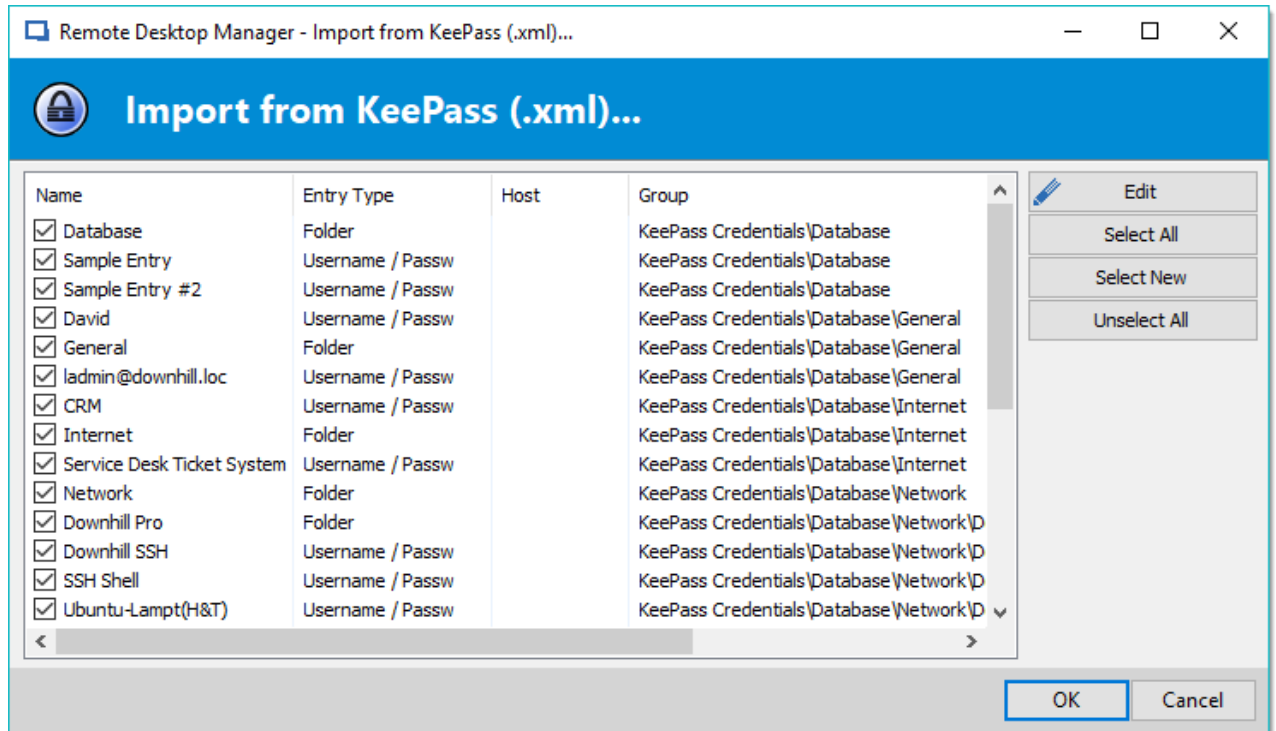 Remote Desktop Manager - Import from KeePass (.xml)...
Import from KeePass (.xml)...
Name Entry Type Host Group
Database Folder KeePass Credentials\Database
Sample Entry Username / Passw KeePass Credentials\Database
Sample Entry #2 Username / Passw KeePass Credentials\Database
David Username / Passw KeePass Credentials\Database\General
General Folder KeePass Credentials\Database\General
ladmin@downhill.loc Username / Passw KeePass Credentials\Database\General
CRM Username / Passw KeePass Credentials\Database\Internet
Internet Folder KeePass Credentials\Database\Internet
Service Desk Ticket System Username / Passw KeePass Credentials\Database\Internet
Network Folder KeePass Credentials\Database\Network
Downhill Pro Folder KeePass Credentials\Database\Network\D
Downhill SSH Username / Passw KeePass Credentials\Database\Network\D
SSH Shell Username / Passw KeePass Credentials\Database\Network\D
Ubuntu-Lampt(H&T) Username / Passw KeePass Credentials\Database\Network\D
Edit
Select All
Select New
Unselect All
OK Cancel